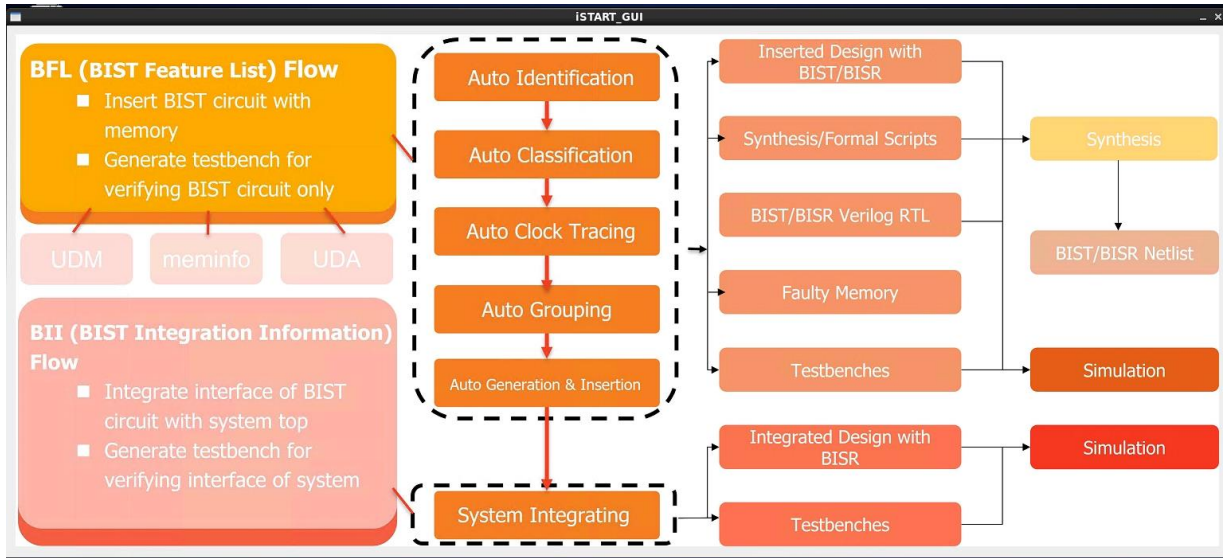 iSTART_GUI
BFL (BIST Feature List) Flow
Insert BIST circuit with
memory
Generate testbench for
verifying BIST circuit only
UDM
meminfo
UDA
BII (BIST Integration Information)
Flow
Integrate interface of BIST
circuit with system top
Generate testbench for
verifying interface of system
Auto Identification
Auto Classification
Auto Clock Tracing
Auto Grouping
Auto Generation & Insertion
System Integrating
Inserted Design with
BIST/BISR
Synthesis/Formal Scripts
BIST/BISR Verilog RTL
Faulty Memory
Testbenches
Integrated Design with
BISR
Testbenches
Synthesis
BIST/BISR Netlist
Simulation
Simulation